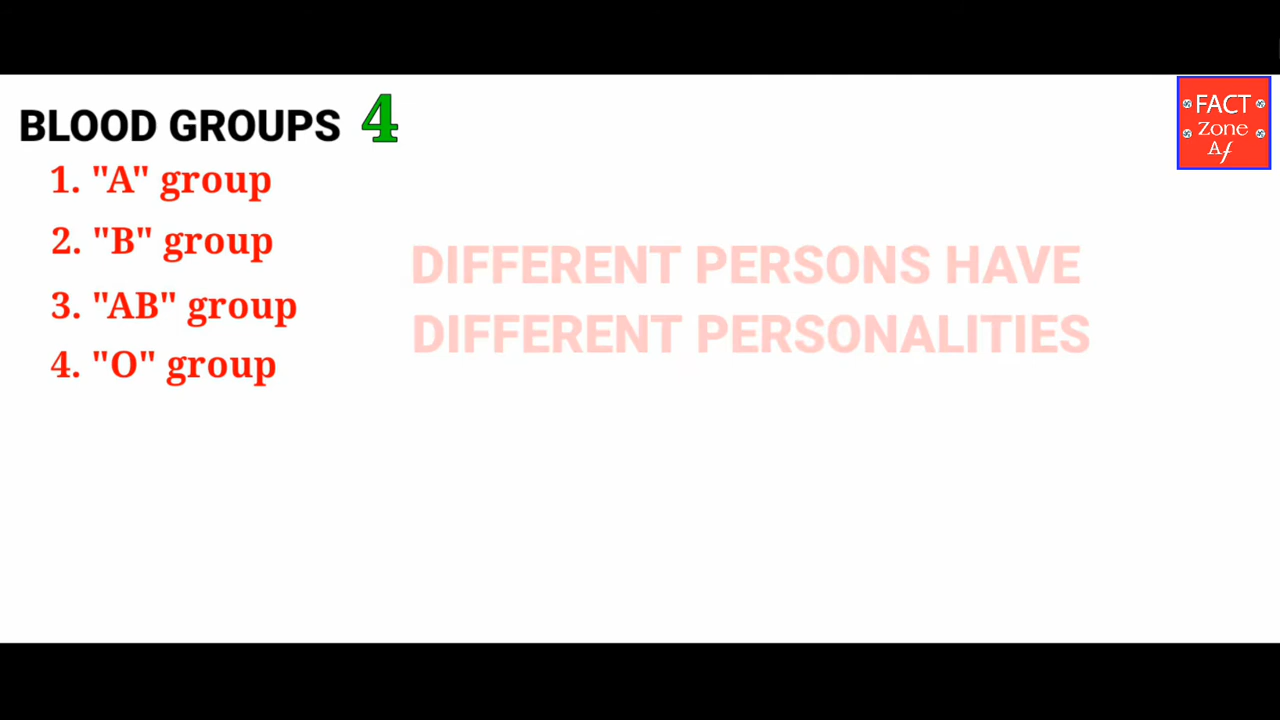 BLOOD GROUPS 4
1. "A" group
2. "B" group
3. "AB" group
4. "O" group
DIFFERENT PERSONS HAVE
DIFFERENT PERSONALITIES
FACT
Zone
Af